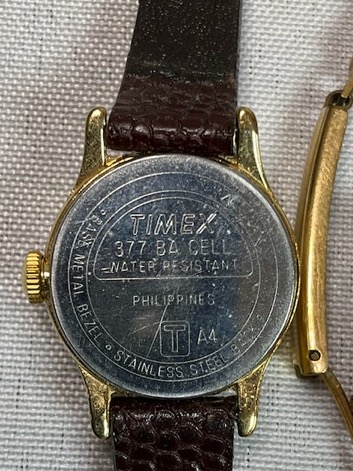 TIMEX
377 BA CELL
WATER RESISTANT
PHILIPPINES
T A4
• BASE METAL BEZEL • STAINLESS STEEL BACK •